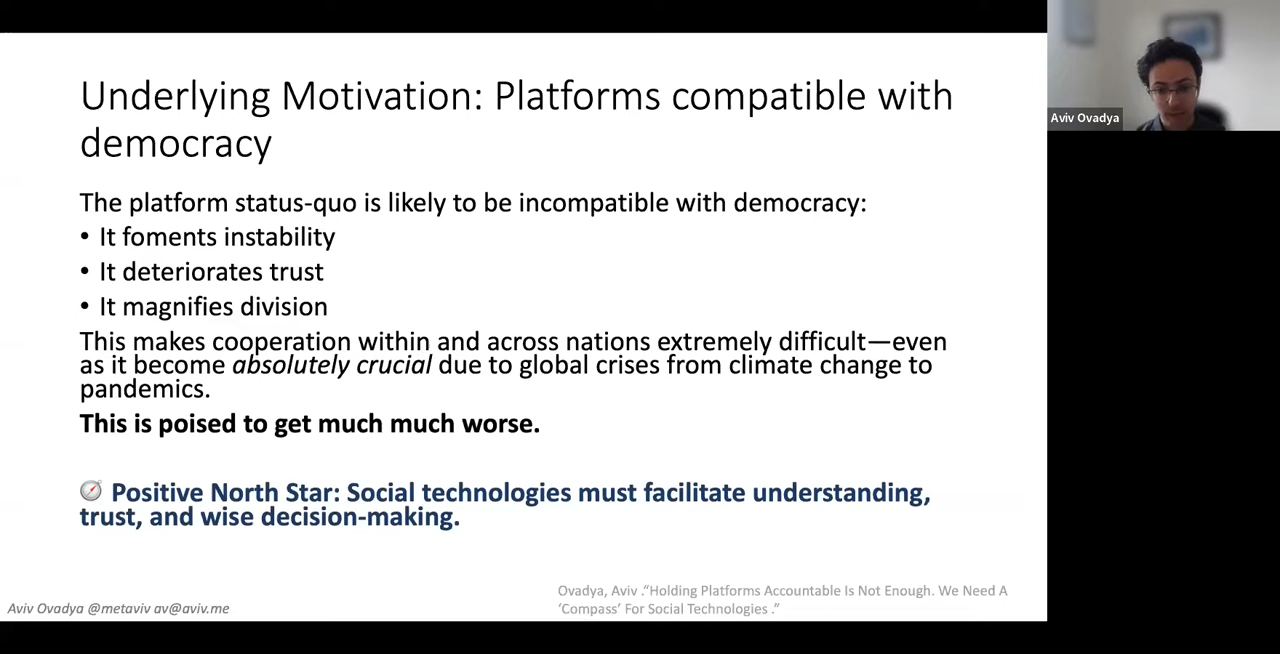 Underlying Motivation: Platforms compatible with
democracy
The platform status-quo is likely to be incompatible with democracy:
• It foments instability
• It deteriorates trust
• It magnifies division
This makes cooperation within and across nations extremely difficult—even
as it become absolutely crucial due to global crises from climate change to
pandemics.
This is poised to get much much worse.
Positive North Star: Social technologies must facilitate understanding,
trust, and wise decision-making.
Ovadya, Aviv .“Holding Platforms Accountable Is Not Enough. We Need A
‘Compass’ For Social Technologies .”
Aviv Ovadya @metaviv av@aviv.me
Aviv Ovadya